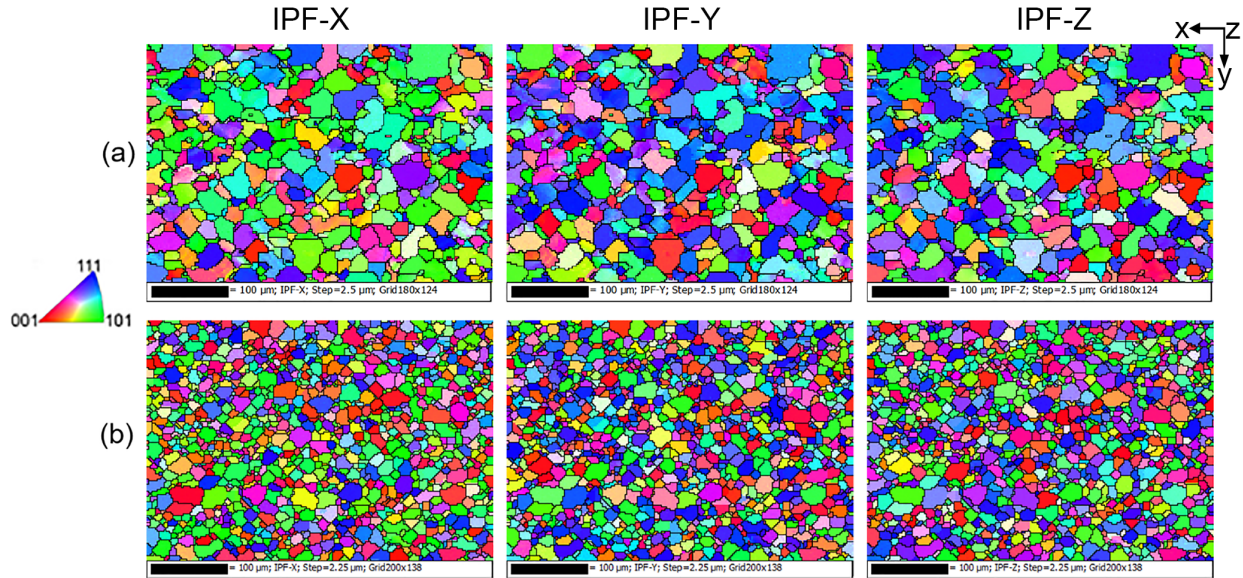 IPF-X IPF-Y IPF-Z
x z
y
(a)
= 100 µm; IPF-X; Step=2.5 µm; Grid180x124
= 100 µm; IPF-Y; Step=2.5 µm; Grid180x124
= 100 µm; IPF-Z; Step=2.5 µm; Grid180x124
111
001 101
(b)
= 100 µm; IPF-X; Step=2.25 µm; Grid200x138
= 100 µm; IPF-Y; Step=2.25 µm; Grid200x138
= 100 µm; IPF-Z; Step=2.25 µm; Grid200x138